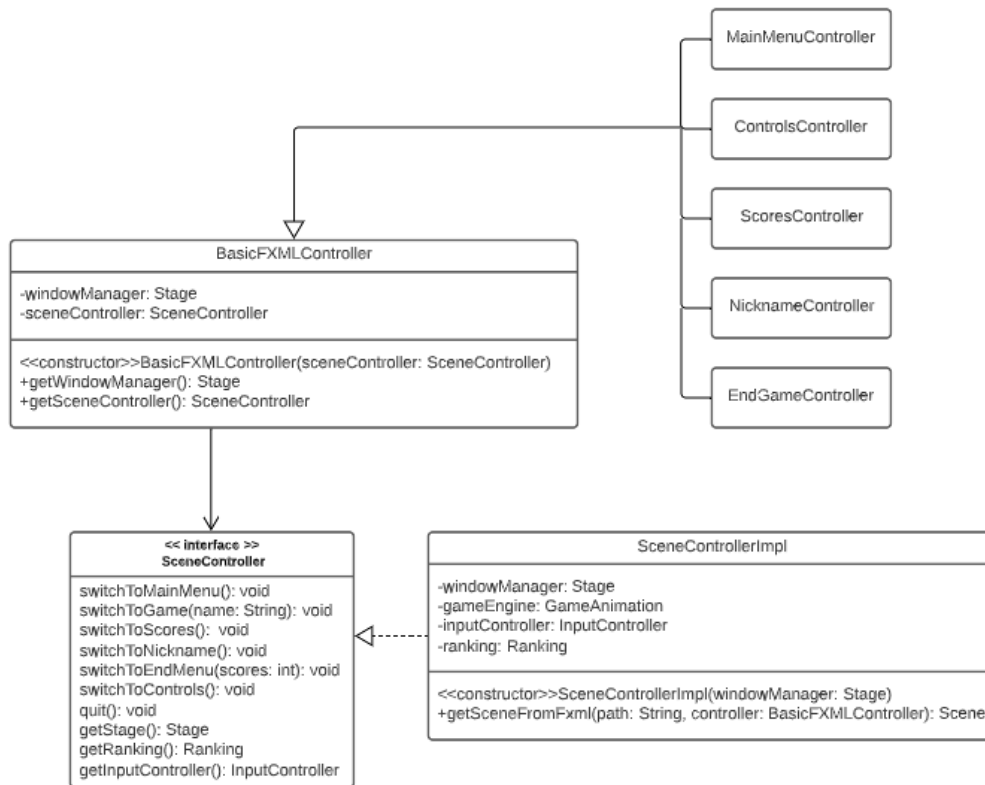 MainMenuController
ControlsController
ScoresController
NicknameController
EndGameController
BasicFXMLController
-windowManager: Stage
-sceneController: SceneController
<<constructor>>BasicFXMLController(sceneController: SceneController)
+getWindowManager(): Stage
+getSceneController(): SceneController
<< interface >>
SceneController
switchToMainMenu(): void
switchToGame(name: String): void
switchToScores(): void
switchToNickname(): void
switchToEndMenu(scores: int): void
switchToControls(): void
quit(): void
getStage(): Stage
getRanking(): Ranking
getInputController(): InputController
SceneControllerImpl
-windowManager: Stage
-gameEngine: GameAnimation
-inputController: InputController
-ranking: Ranking
<<constructor>>SceneControllerImpl(windowManager: Stage)
+getSceneFromFxml(path: String, controller: BasicFXMLController): Scene